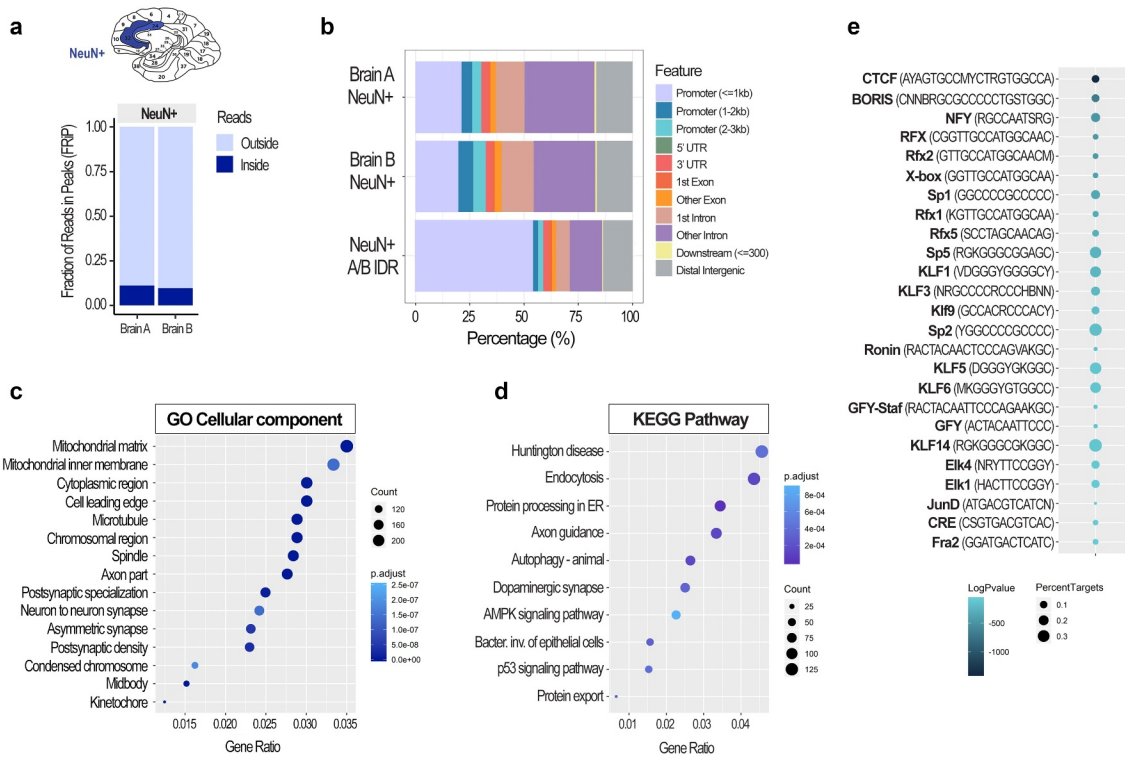 a
NeuN+
NeuN+
Reads
Outside
Inside
Fraction of Reads in Peaks (FRiP)
1.00
0.75
0.50
0.25
0.00
Brain A
Brain B
b
Brain A
NeuN+
Brain B
NeuN+
NeuN+
A/B IDR
0
25
50
75
100
Percentage (%)
Feature
Promoter (<=1kb)
Promoter (1-2kb)
Promoter (2-3kb)
5' UTR
3' UTR
1st Exon
Other Exon
1st Intron
Other Intron
Downstream (<=300)
Distal Intergenic
c
GO Cellular component
Mitochondrial matrix
Mitochondrial inner membrane
Cytoplasmic region
Cell leading edge
Microtubule
Chromosomal region
Spindle
Axon part
Postsynaptic specialization
Neuron to neuron synapse
Asymmetric synapse
Postsynaptic density
Condensed chromosome
Midbody
Kinetochore
0.015
0.020
0.025
0.030
0.035
Gene Ratio
Count
120
160
200
p.adjust
2.5e-07
2.0e-07
1.5e-07
1.0e-07
5.0e-08
0.0e+00
d
KEGG Pathway
Huntington disease
Endocytosis
Protein processing in ER
Axon guidance
Autophagy - animal
Dopaminergic synapse
AMPK signaling pathway
Bacter. inv. of epithelial cells
p53 signaling pathway
Protein export
0.01
0.02
0.03
0.04
Gene Ratio
p.adjust
8e-04
6e-04
4e-04
2e-04
Count
25
50
75
100
125
e
CTCF (AYAGTGCCMYCTRGTGGCCA)
BORIS (CNNBRGCGCCCCCTGSTGGC)
NFY (RGCCAATSRG)
RFX (CGGTTGCCATGGCAAC)
Rfx2 (GTTGCCATGGCAACM)
X-box (GGTTGCCATGGCAA)
Sp1 (GGCCCCGCCCCC)
Rfx1 (KGTTGCCATGGCAA)
Rfx5 (SCCTAGCAACAG)
Sp5 (RGKGGGCGGAGC)
KLF1 (VDGGGYGGGGCY)
KLF3 (NRGCCCCRCCCHBNN)
Klf9 (GCCACRCCCACY)
Sp2 (YGGCCCCGCCCC)
Ronin (RACTACAACTCCCAGVAKGC)
KLF5 (DGGGYGKGGC)
KLF6 (MKGGGYGTGGCC)
GFY-Staf (RACTACAATTCCCAGAAKGC)
GFY (ACTACAATTCCC)
KLF14 (RGKGGGCGKGGC)
Elk4 (NRYTTCCGGY)
Elk1 (HACTTCCGGY)
JunD (ATGACGTCATCN)
CRE (CSGTGACGTCAC)
Fra2 (GGATGACTCATC)
LogPvalue
-500
-1000
PercentTargets
0.1
0.2
0.3